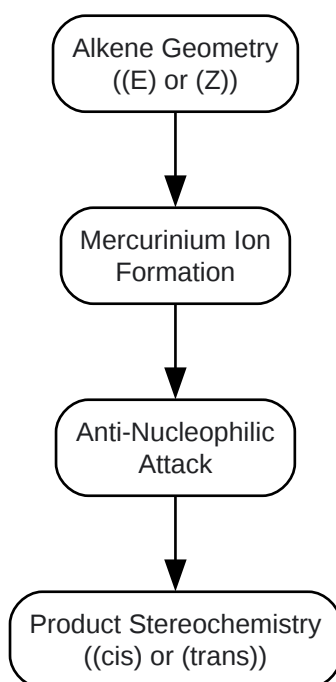 Alkene Geometry
((E) or (Z))
Mercurinium Ion
Formation
Anti-Nucleophilic
Attack
Product Stereochemistry
((cis) or (trans))